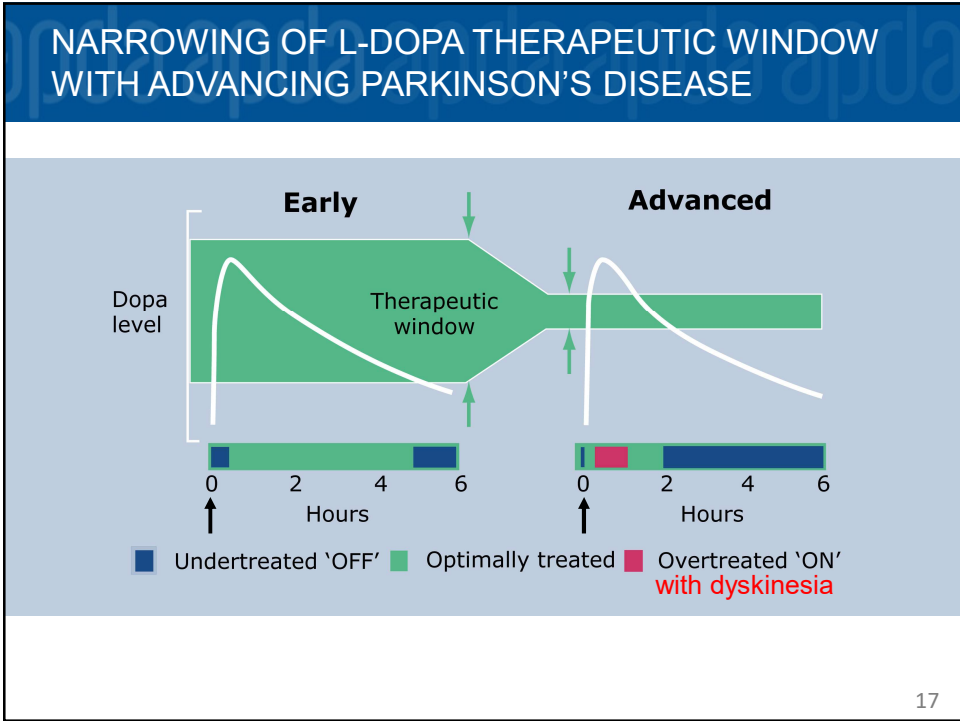 NARROWING OF L-DOPA THERAPEUTIC WINDOW
WITH ADVANCING PARKINSON’S DISEASE
Early
Advanced
Dopa
level
Therapeutic
window
0 2 4 6
Hours
0 2 4 6
Hours
Undertreated ‘OFF’
Optimally treated
Overtreated ‘ON’
with dyskinesia
17